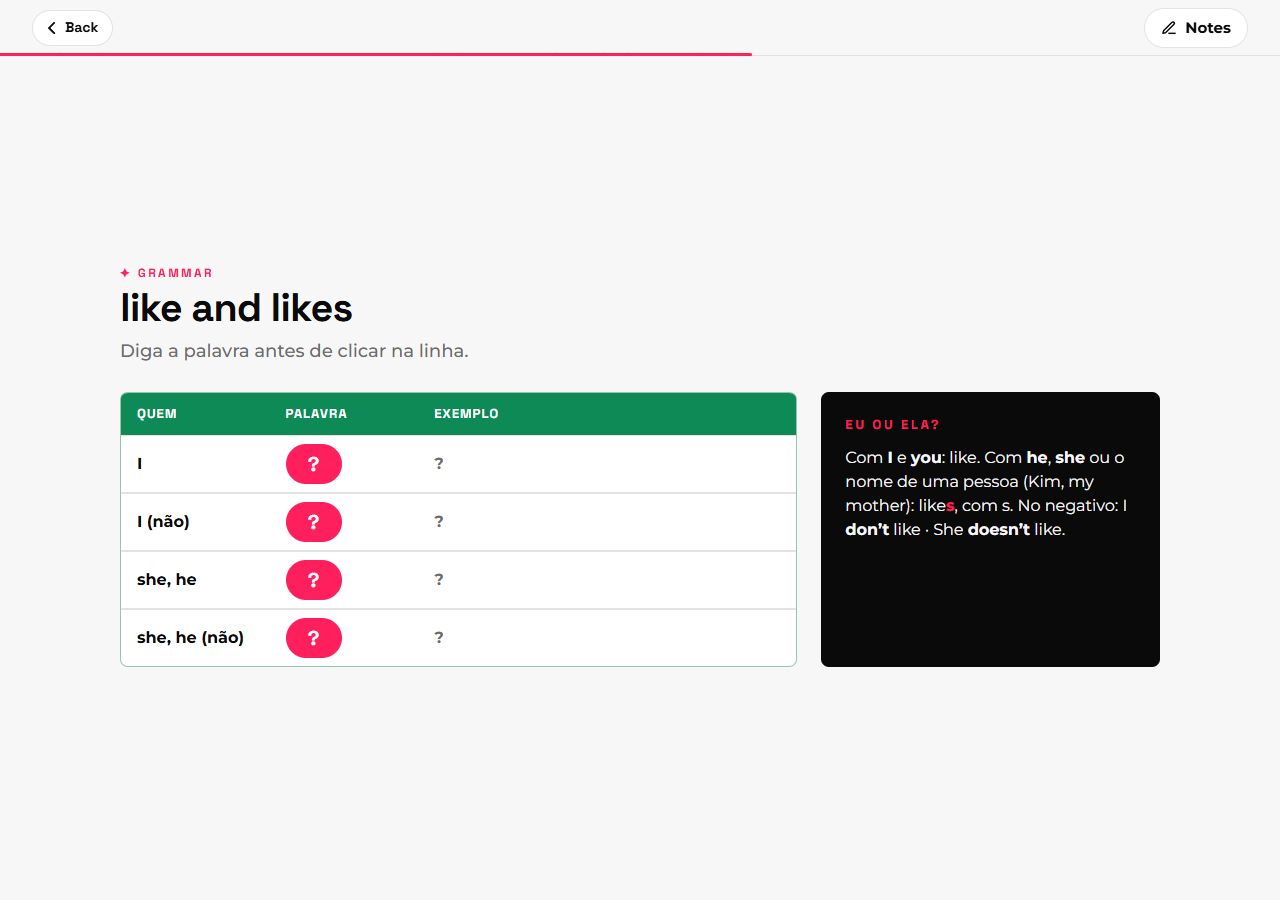 Back
Notes
✦ GRAMMAR
like and likes
Diga a palavra antes de clicar na linha.
QUEM PALAVRA EXEMPLO
I ? ?
I (não) ? ?
she, he ? ?
she, he (não) ? ?
EU OU ELA?
Com I e you: like. Com he, she ou o
nome de uma pessoa (Kim, my
mother): likes, com s. No negativo: I
don’t like · She doesn’t like.